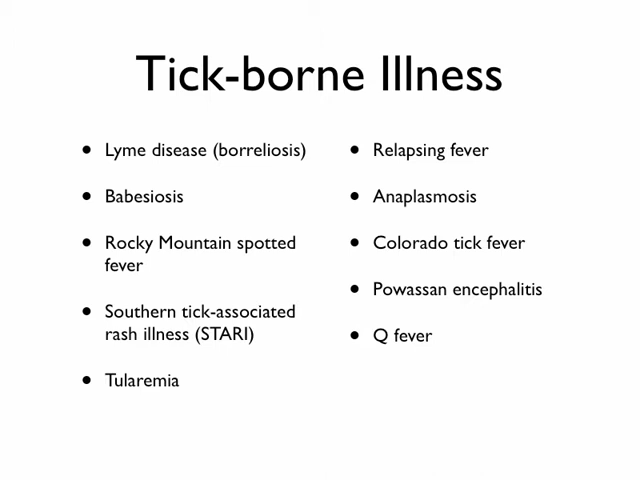 Tick-borne Illness
• Lyme disease (borreliosis)
• Babesiosis
• Rocky Mountain spotted
fever
• Southern tick-associated
rash illness (STARI)
• Tularemia
• Relapsing fever
• Anaplasmosis
• Colorado tick fever
• Powassan encephalitis
• Q fever